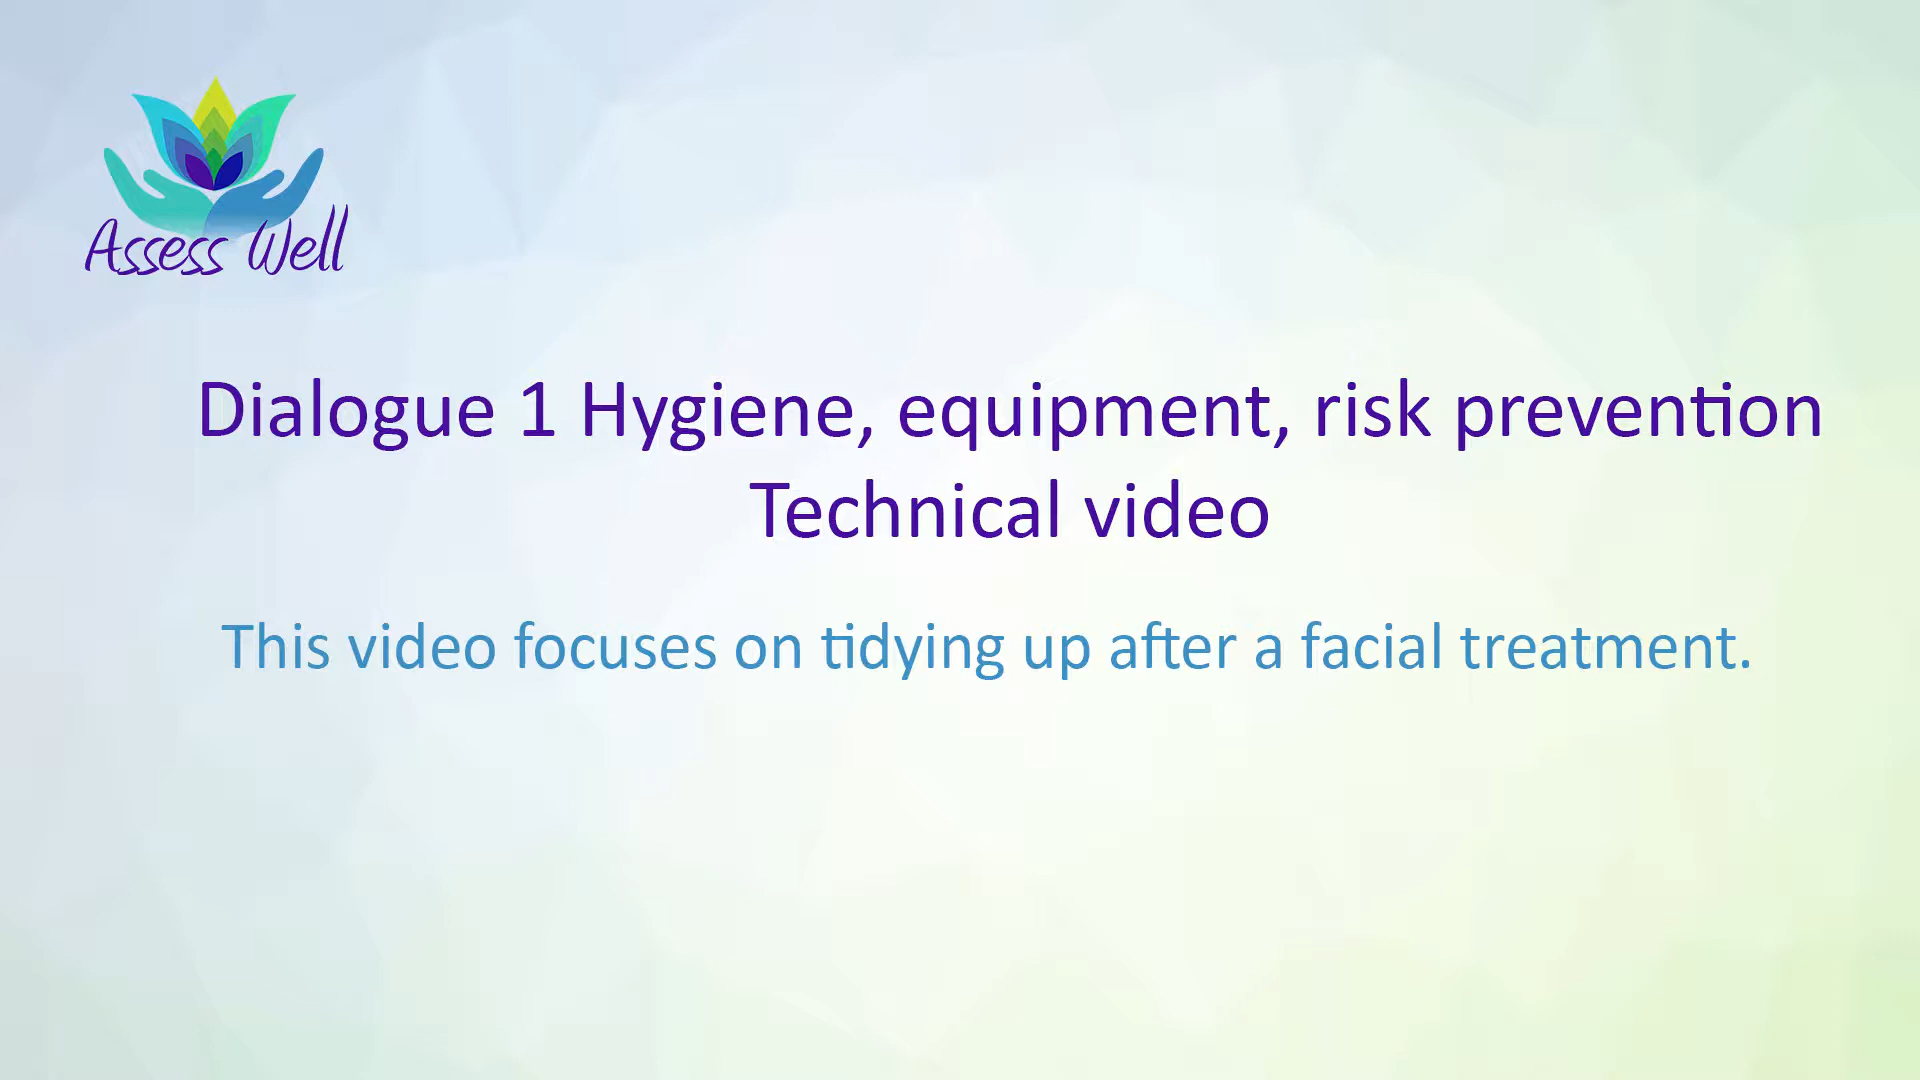 Assess Well
Dialogue 1 Hygiene, equipment, risk prevention
Technical video
This video focuses on tidying up after a facial treatment.